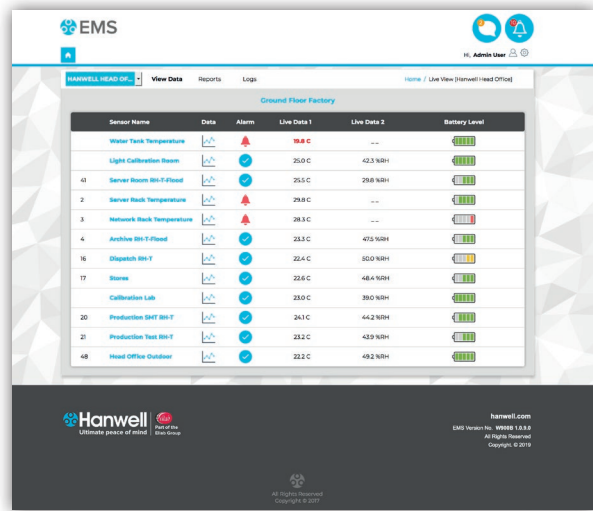 EMS
Hi, Admin User
HANWELL HEAD OF... View Data Reports Logs Home / Live View [Hanwell Head Office]
Ground Floor Factory
Sensor Name Data Alarm Live Data 1 Live Data 2 Battery Level
Water Tank Temperature 19.8 C --
Light Calibration Room 25.0 C 42.3 %RH
41 Server Room RH-T-Flood 25.5 C 29.8 %RH
2 Server Rack Temperature 29.8 C --
3 Network Rack Temperature 28.3 C --
4 Archive RH-T-Flood 23.3 C 47.5 %RH
16 Dispatch RH-T 22.4 C 50.0 %RH
17 Stores 22.6 C 48.4 %RH
Calibration Lab 23.0 C 39.0 %RH
20 Production SMT RH-T 24.1 C 44.2 %RH
21 Production Test RH-T 23.2 C 43.9 %RH
48 Head Office Outdoor 22.2 C 49.2 %RH
Hanwell
Ultimate peace of mind
Part of the
Ellab Group
hanwell.com
EMS Version No. W808B 1.0.9.0
All Rights Reserved
Copyright. © 2019
All Rights Reserved
Copyright © 2017